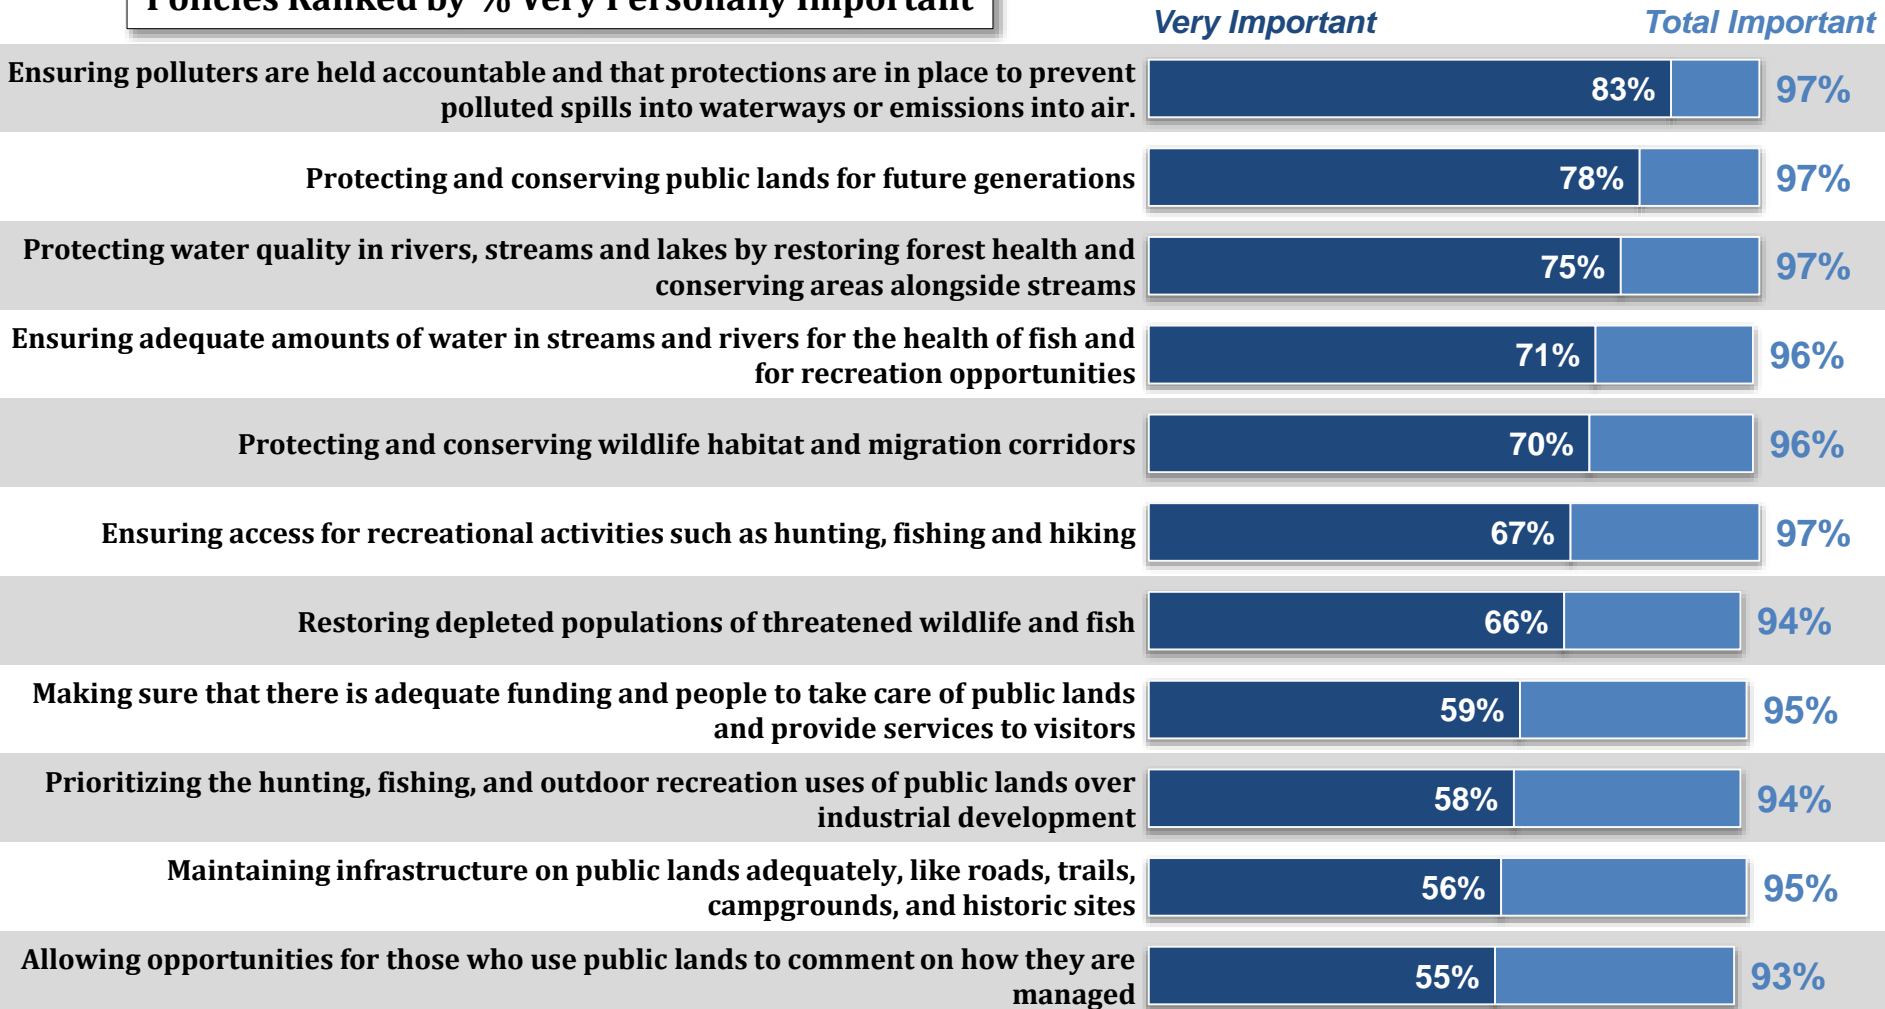 Policies Ranked by % Very Personally Important
Very Important
Total Important
Ensuring polluters are held accountable and that protections are in place to prevent
polluted spills into waterways or emissions into air.
83%
97%
Protecting and conserving public lands for future generations
78%
97%
Protecting water quality in rivers, streams and lakes by restoring forest health and
conserving areas alongside streams
75%
97%
Ensuring adequate amounts of water in streams and rivers for the health of fish and
for recreation opportunities
71%
96%
Protecting and conserving wildlife habitat and migration corridors
70%
96%
Ensuring access for recreational activities such as hunting, fishing and hiking
67%
97%
Restoring depleted populations of threatened wildlife and fish
66%
94%
Making sure that there is adequate funding and people to take care of public lands
and provide services to visitors
59%
95%
Prioritizing the hunting, fishing, and outdoor recreation uses of public lands over
industrial development
58%
94%
Maintaining infrastructure on public lands adequately, like roads, trails,
campgrounds, and historic sites
56%
95%
Allowing opportunities for those who use public lands to comment on how they are
managed
55%
93%